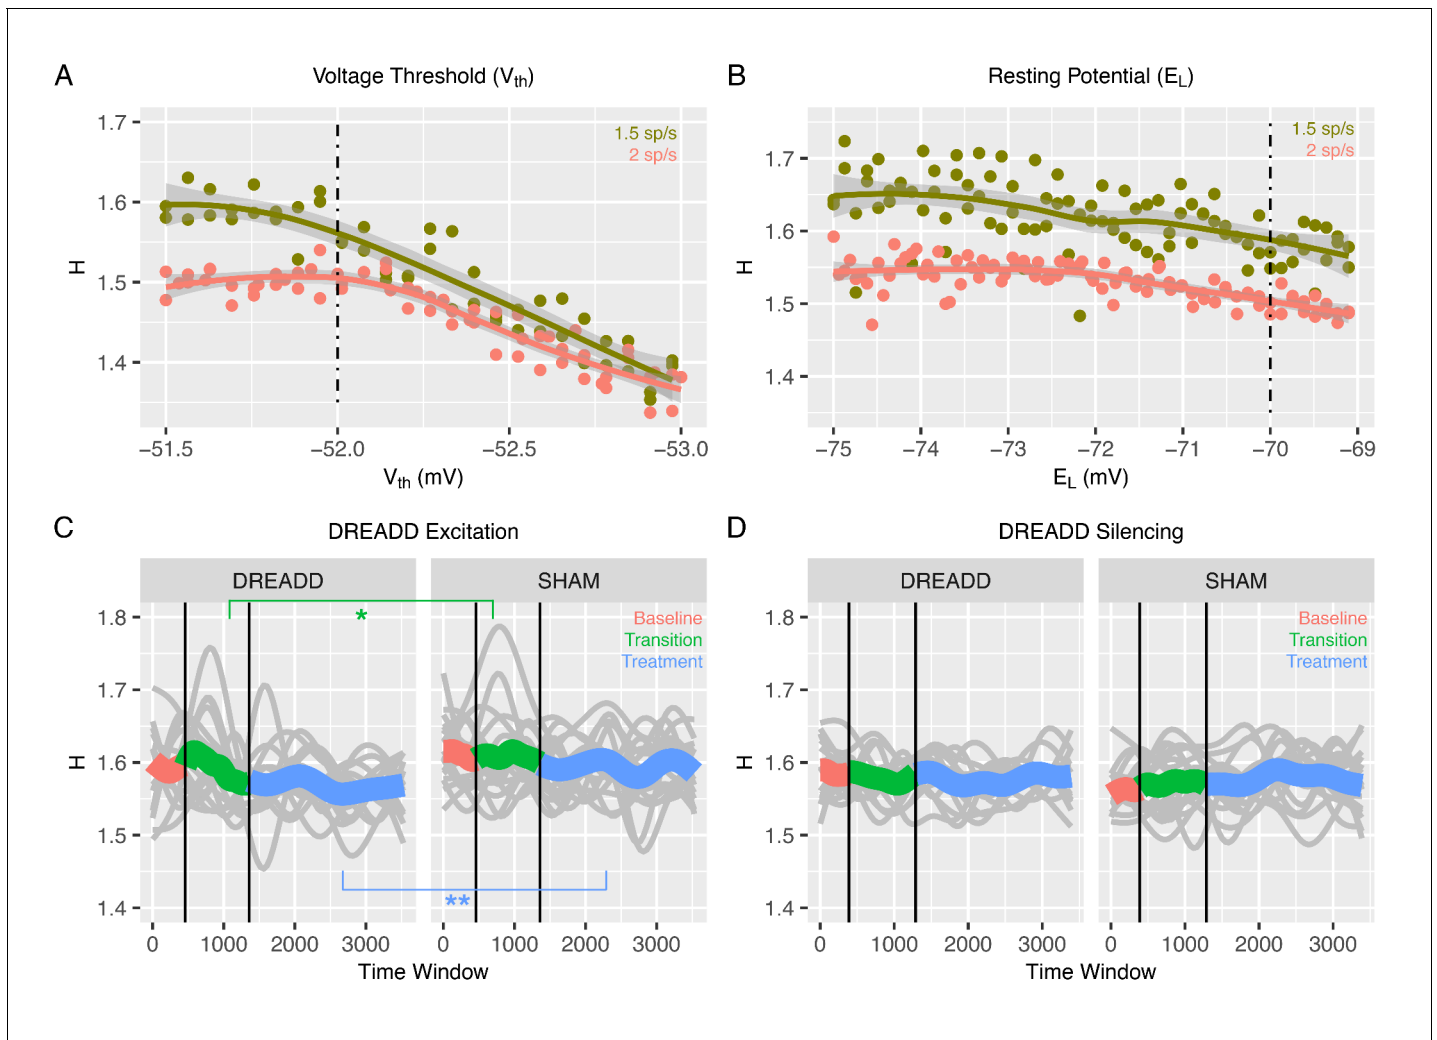 A
Voltage Threshold (Vth)
1.5 sp/s
2 sp/s
1.7
1.6
1.5
1.4
H
−51.5
−52.0
−52.5
−53.0
Vth (mV)
B
Resting Potential (EL)
1.5 sp/s
2 sp/s
1.7
1.6
1.5
1.4
H
−75
−74
−73
−72
−71
−70
−69
EL (mV)
C
DREADD Excitation
DREADD
SHAM
*
Baseline
Transition
Treatment
1.8
1.7
1.6
1.5
1.4
H
**
0
1000
2000
3000
0
1000
2000
3000
Time Window
D
DREADD Silencing
DREADD
SHAM
Baseline
Transition
Treatment
1.8
1.7
1.6
1.5
1.4
H
0
1000
2000
3000
0
1000
2000
3000
Time Window